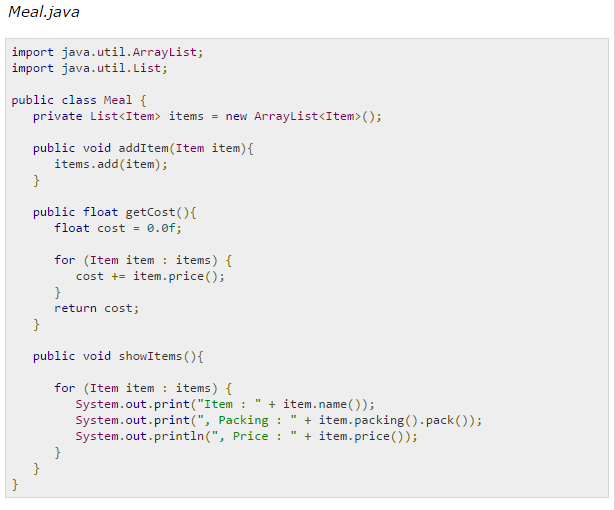 Meal.java
import java.util.ArrayList;
import java.util.List;
public class Meal {
private List<Item> items = new ArrayList<Item>();
public void addItem(Item item){
items.add(item);
}
public float getCost(){
float cost = 0.0f;
for (Item item : items) {
cost += item.price();
}
return cost;
}
public void showItems(){
for (Item item : items) {
System.out.print("Item : " + item.name());
System.out.print(", Packing : " + item.packing().pack());
System.out.println(", Price : " + item.price());
}
}
}